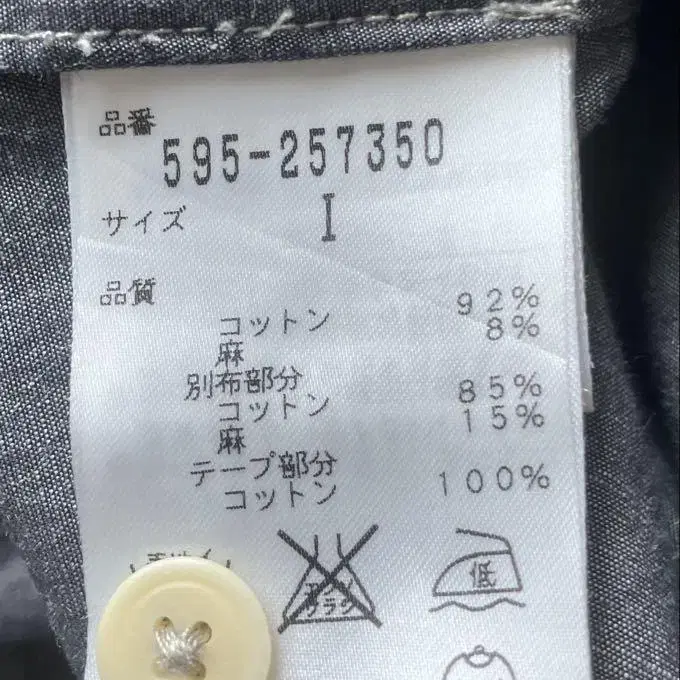 品番
595-257350
サイズ I
品質
コットン 92%
麻 8%
別布部分
コットン 85%
麻 15%
テープ部分
コットン 100%
低